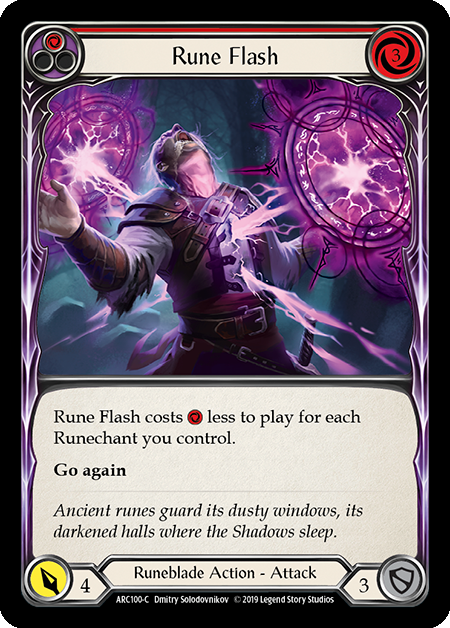 Rune Flash
3
Rune Flash costs less to play for each
Runechant you control.
Go again
Ancient runes guard its dusty windows, its
darkened halls where the Shadows sleep.
4
Runeblade Action - Attack
3
ARC100-C Dmitry Solodovnikov © 2019 Legend Story Studios